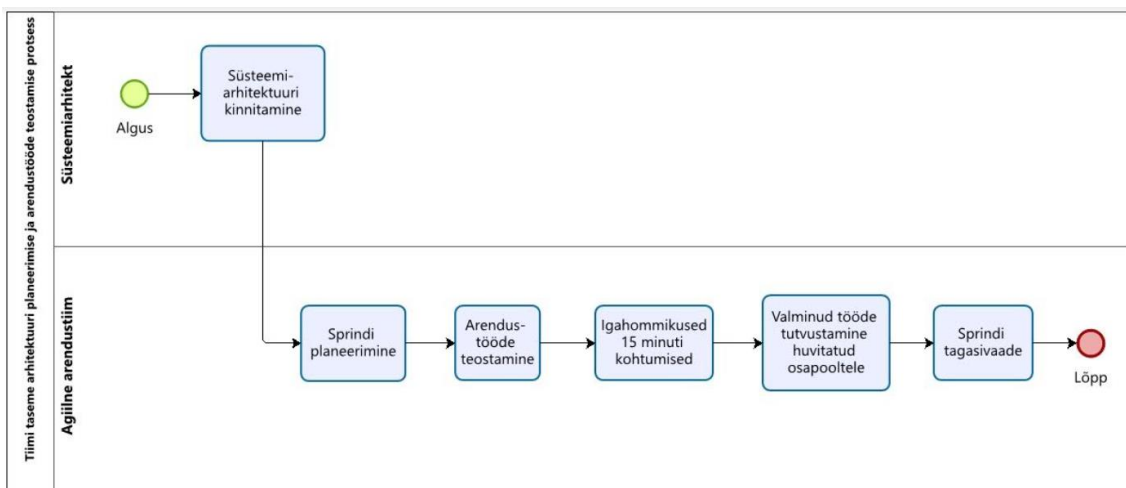 Tiimi taseme arhitektuuri planeerimise ja arendustööde teostamise protsess
Süsteemiarhitekt
Algus
Süsteemi-
arhitektuuri
kinnitamine
Agiilne arendustiim
Sprindi
planeerimine
Arendus-
tööde
teostamine
Igahommikused
15 minuti
kohtumised
Valminud tööde
tutvustamine
huvitatud
osapooltele
Sprindi
tagasivaade
Lõpp